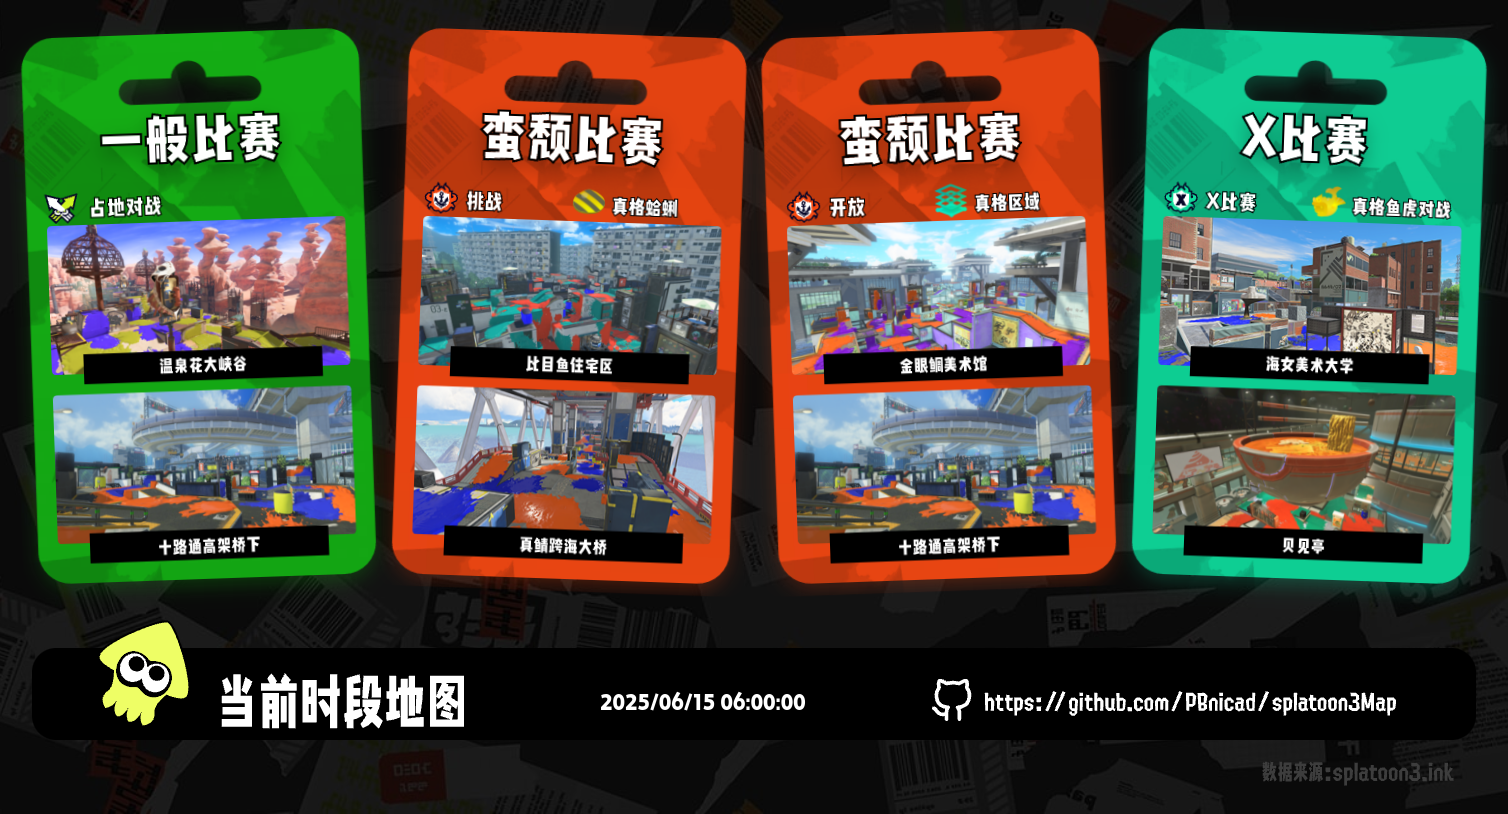 一般比赛
占地对战
温泉花大峡谷
十路通高架桥下
蛮颓比赛
挑战
真格蛤蜊
比目鱼住宅区
真鲭跨海大桥
蛮颓比赛
开放
真格区域
金眼鲷美术馆
十路通高架桥下
X比赛
X比赛
真格鱼虎对战
海女美术大学
贝见亭
当前时段地图
2025/06/15 06:00:00
https://github.com/PBnicad/splatoon3Map
数据来源:splatoon3.ink